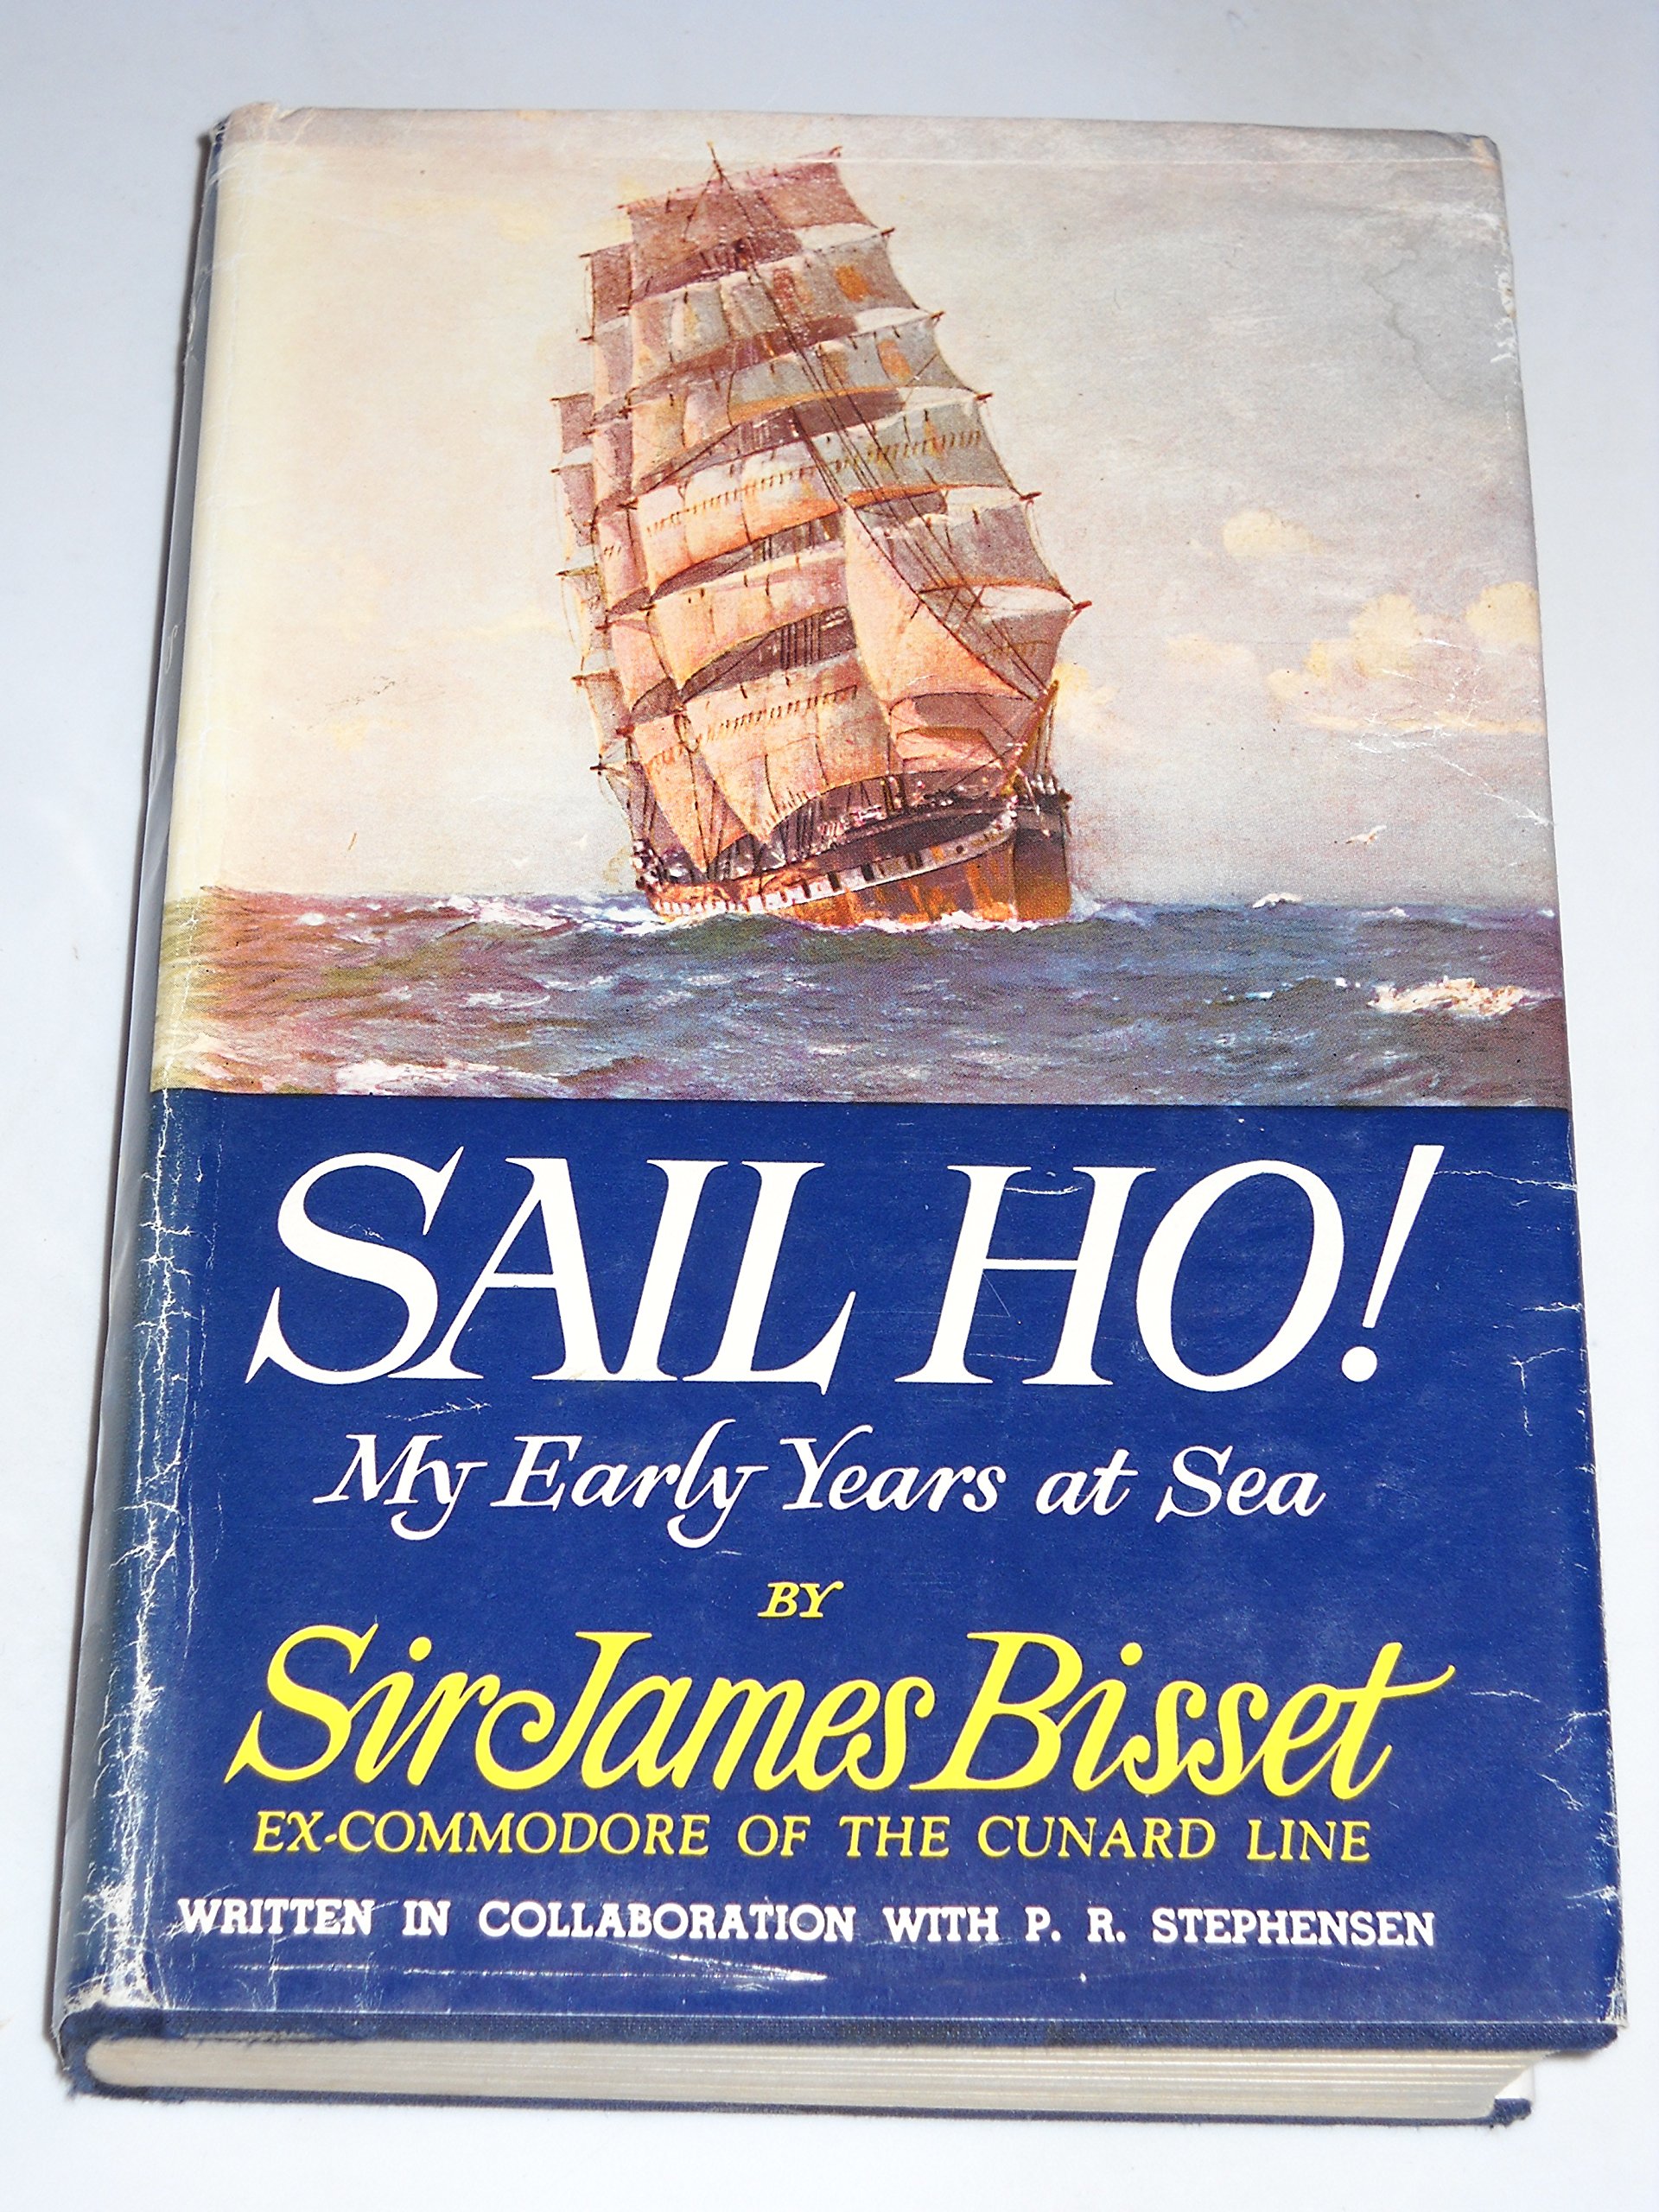 SAIL HO!
My Early Years at Sea
BY
Sir James Bisset
EX-COMMODORE OF THE CUNARD LINE
WRITTEN IN COLLABORATION WITH P. R. STEPHENSEN